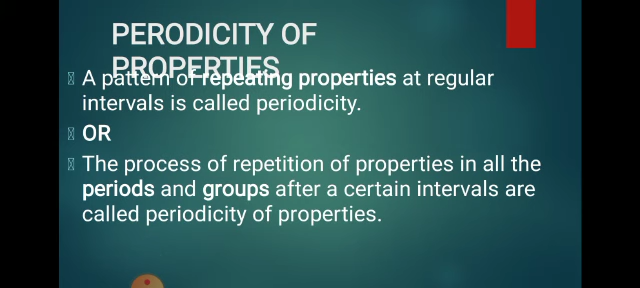 PERODICITY OF
PROPERTIES
A pattern of repeating properties at regular
intervals is called periodicity.
OR
The process of repetition of properties in all the
periods and groups after a certain intervals are
called periodicity of properties.